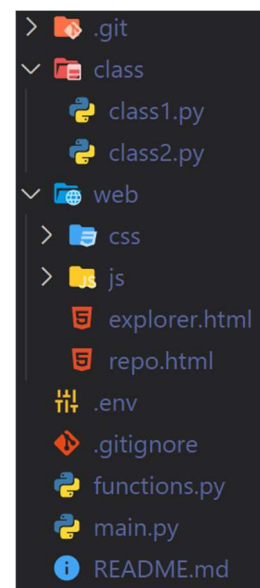 .git
class
class1.py
class2.py
web
css
JS js
explorer.html
repo.html
.env
.gitignore
functions.py
main.py
README.md